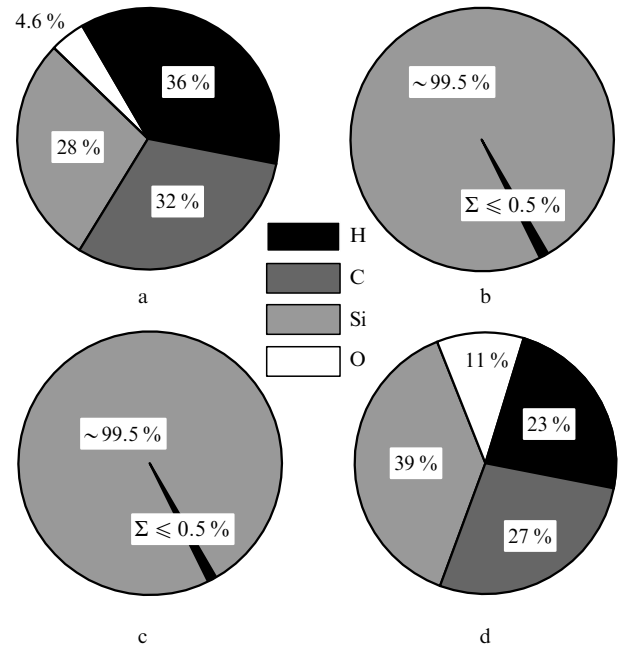 4.6 %
36 %
28 %
32 %
a
~99.5 %
Σ ⩽ 0.5 %
b
H
C
Si
O
~99.5 %
Σ ⩽ 0.5 %
c
11 %
23 %
39 %
27 %
d